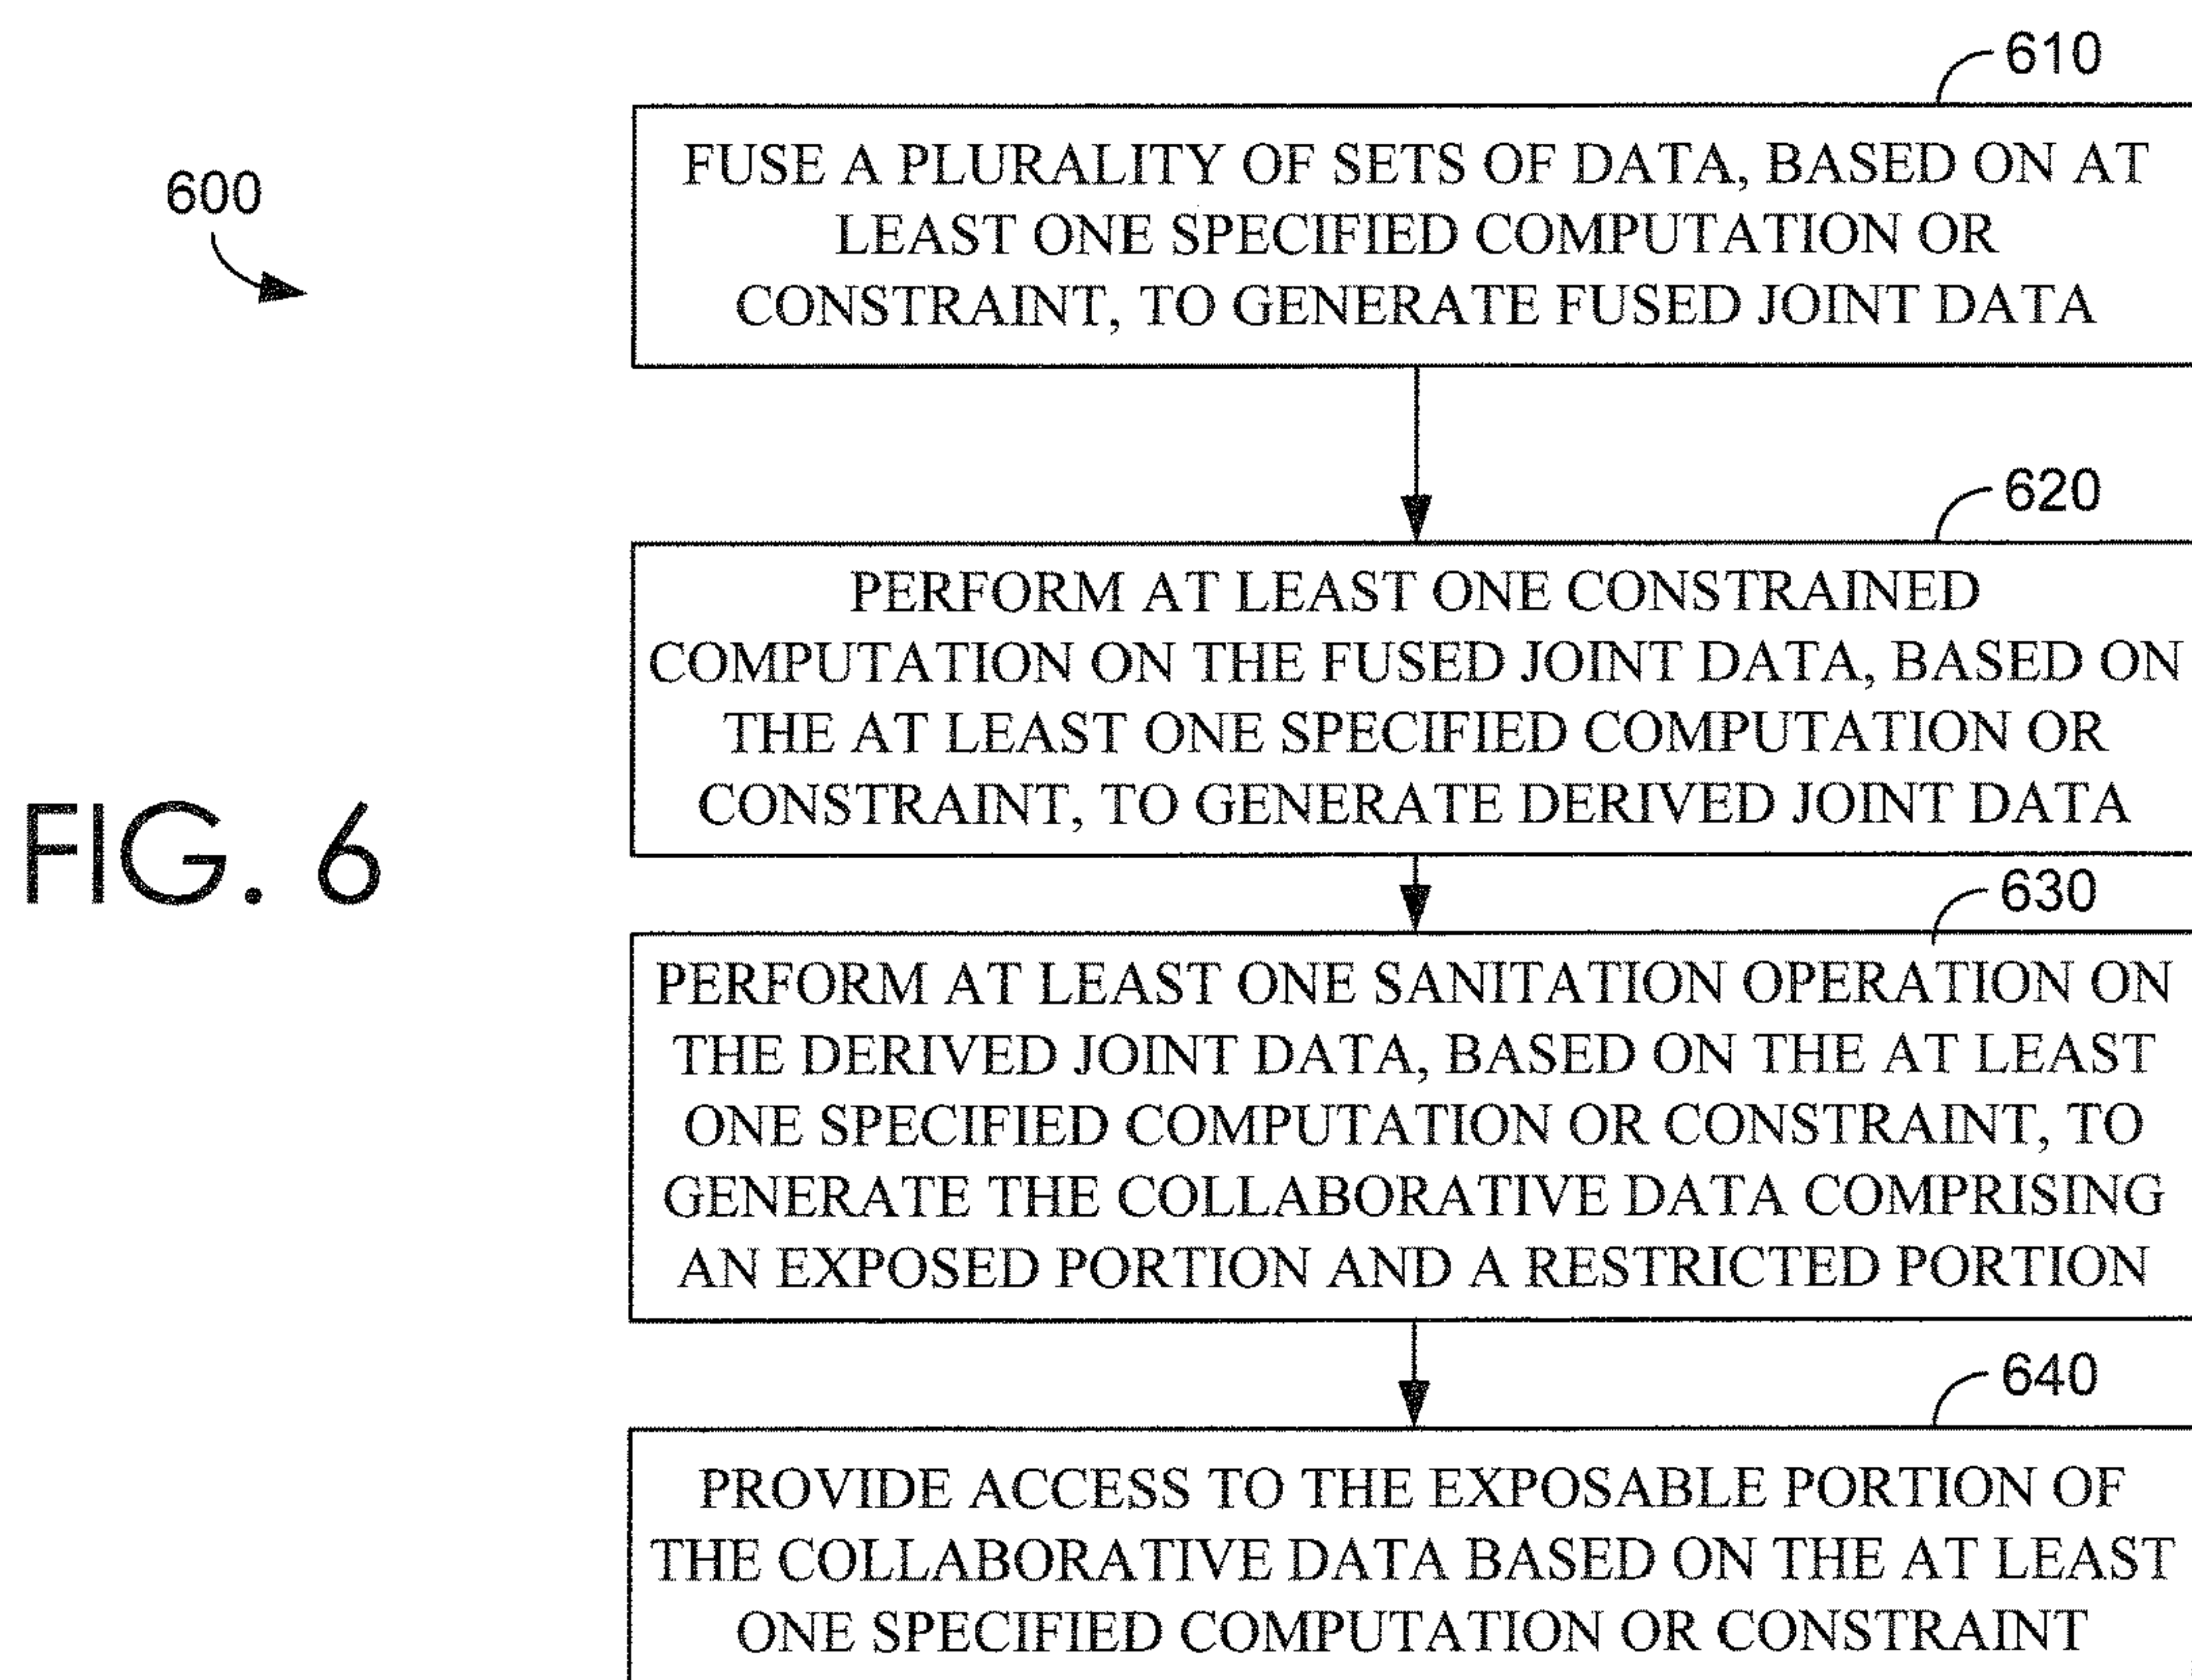 610
600
FUSE A PLURALITY OF SETS OF DATA, BASED ON AT
LEAST ONE SPECIFIED COMPUTATION OR
CONSTRAINT, TO GENERATE FUSED JOINT DATA
620
PERFORM AT LEAST ONE CONSTRAINED
COMPUTATION ON THE FUSED JOINT DATA, BASED ON
THE AT LEAST ONE SPECIFIED COMPUTATION OR
CONSTRAINT, TO GENERATE DERIVED JOINT DATA
FIG. 6
630
PERFORM AT LEAST ONE SANITATION OPERATION ON
THE DERIVED JOINT DATA, BASED ON THE AT LEAST
ONE SPECIFIED COMPUTATION OR CONSTRAINT, TO
GENERATE THE COLLABORATIVE DATA COMPRISING
AN EXPOSED PORTION AND A RESTRICTED PORTION
640
PROVIDE ACCESS TO THE EXPOSABLE PORTION OF
THE COLLABORATIVE DATA BASED ON THE AT LEAST
ONE SPECIFIED COMPUTATION OR CONSTRAINT